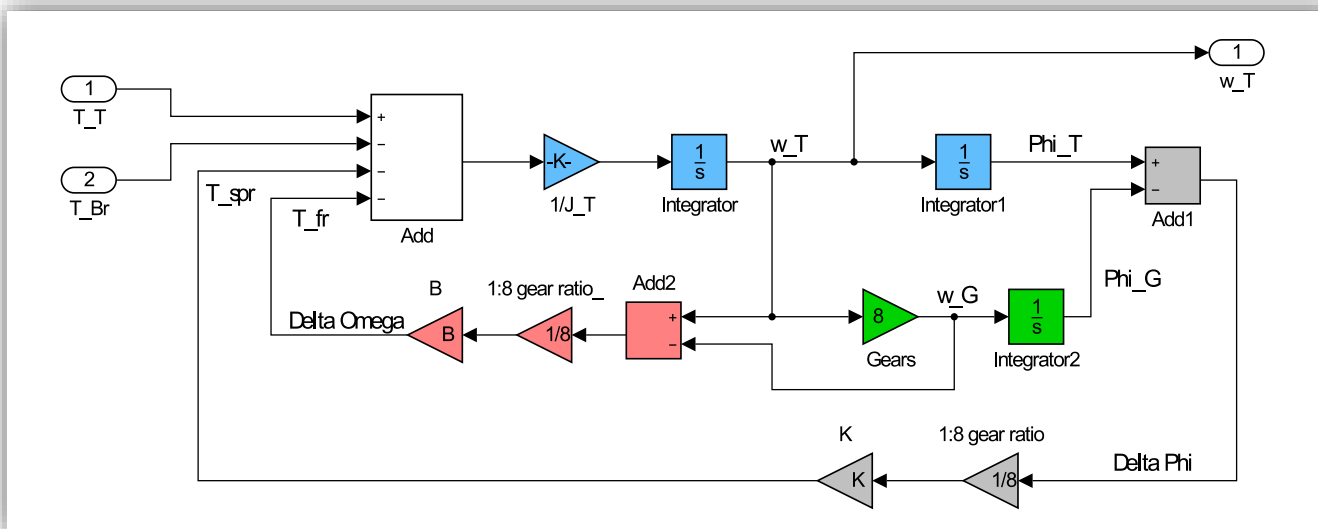 1
w_T
1
T_T
+
−
−
−
2
T_Br
T_spr
T_fr
Add
-K-
1/J_T
1
s
Integrator
w_T
1
s
Integrator1
Phi_T
+
−
Add1
Phi_G
B
1:8 gear ratio_
Add2
Delta Omega
B
1/8
+
−
8
Gears
w_G
1
s
Integrator2
K
1:8 gear ratio
K
1/8
Delta Phi